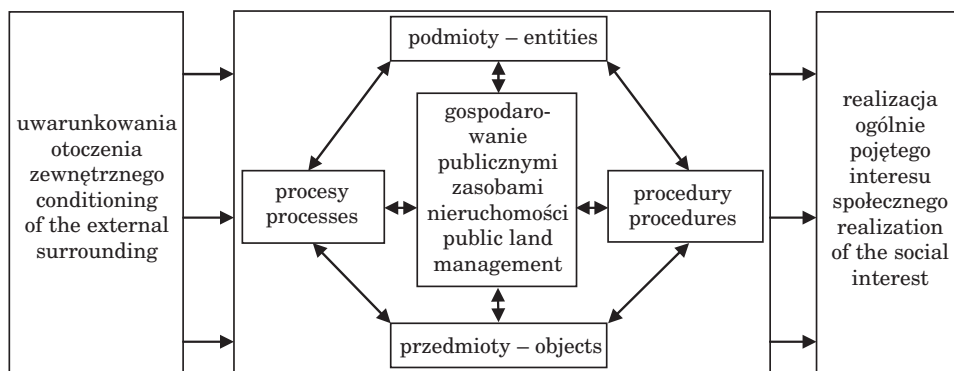 uwarunkowania
otoczenia
zewnętrznego
conditioning
of the external
surrounding
podmioty – entities
procesy
processes
gospodaro-
wanie
publicznymi
zasobami
nieruchomości
public land
management
procedury
procedures
przedmioty – objects
realizacja
ogólnie
pojętego
interesu
społecznego
realization
of the social
interest